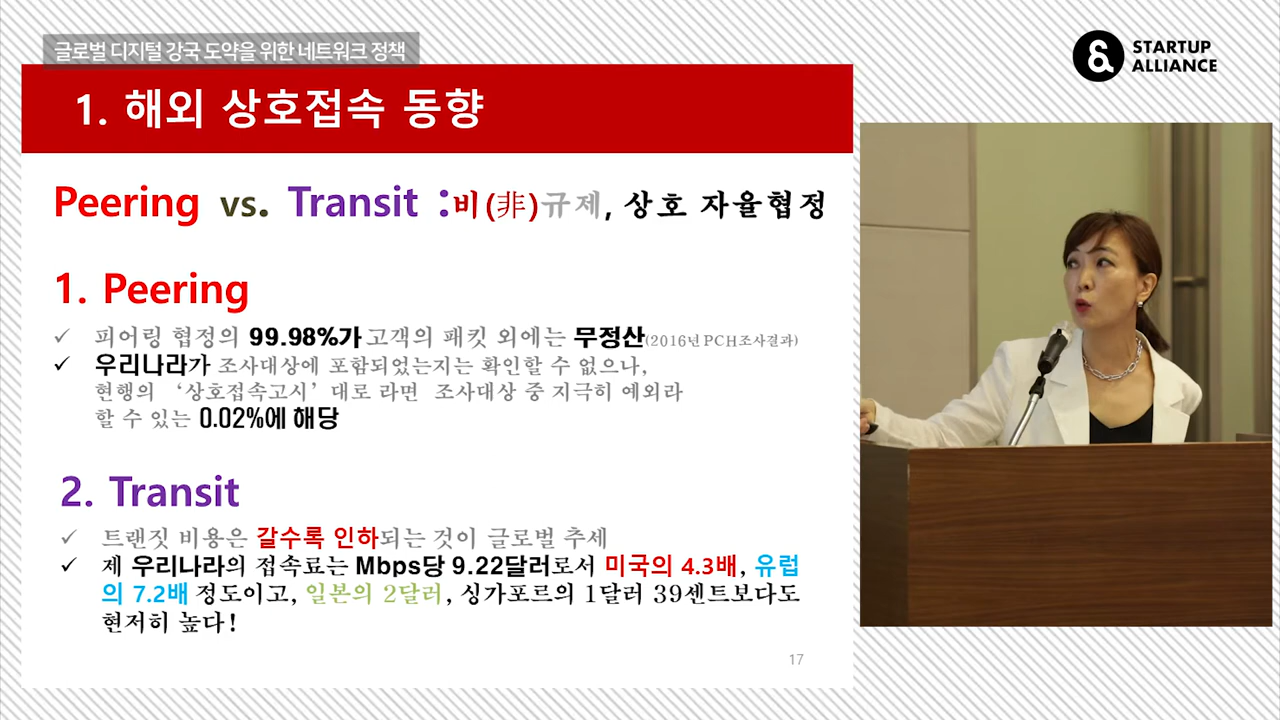 글로벌 디지털 강국 도약을 위한 네트워크 정책
STARTUP
ALLIANCE
1. 해외 상호접속 동향
Peering vs. Transit :비(非)규제, 상호 자율협정
1. Peering
✓ 피어링 협정의 99.98%가 고객의 패킷 외에는 무정산(2016년 PCH조사결과)
✓ 우리나라가 조사대상에 포함되었는지는 확인할 수 없으나,
현행의 ‘상호접속고시’ 대로 라면 조사대상 중 지극히 예외라
할 수 있는 0.02%에 해당
2. Transit
✓ 트랜짓 비용은 갈수록 인하되는 것이 글로벌 추세
✓ 제 우리나라의 접속료는 Mbps당 9.22달러로서 미국의 4.3배, 유럽
의 7.2배 정도이고, 일본의 2달러, 싱가포르의 1달러 39센트보다도
현저히 높다!
17